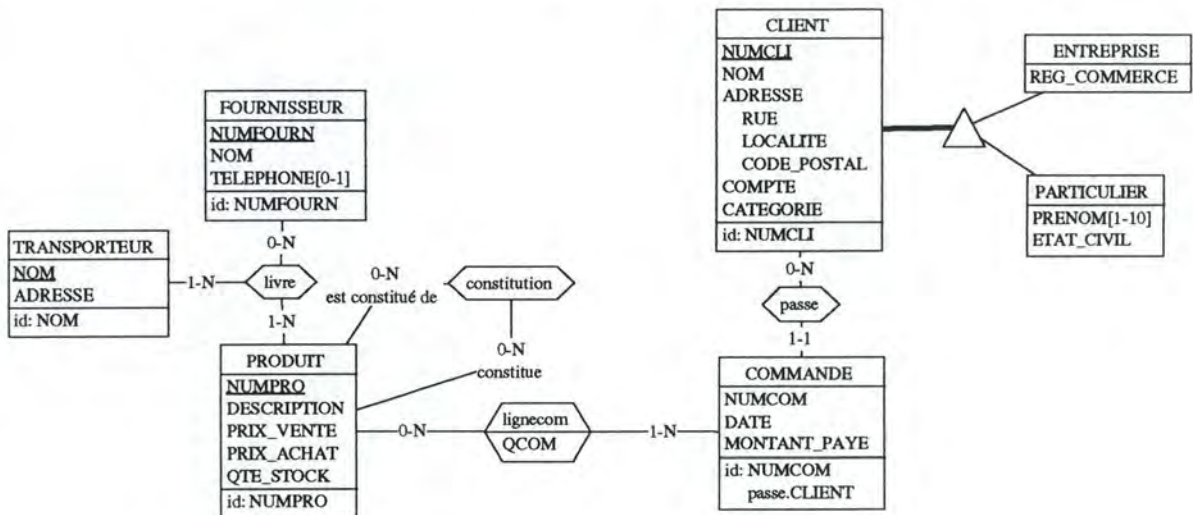 CLIENT
NUMCLI
NOM
ADRESSE
RUE
LOCALITE
CODE_POSTAL
COMPTE
CATEGORIE
id: NUMCLI
ENTREPRISE
REG_COMMERCE
PARTICULIER
PRENOM[1-10]
ETAT_CIVIL
FOURNISSEUR
NUMFOURN
NOM
TELEPHONE[0-1]
id: NUMFOURN
TRANSPORTEUR
NOM
ADRESSE
id: NOM
1-N
0-N
livre
1-N
0-N
est constitué de
constitution
0-N
constitue
0-N
passe
1-1
PRODUIT
NUMPRO
DESCRIPTION
PRIX_VENTE
PRIX_ACHAT
QTE_STOCK
id: NUMPRO
0-N
lignecom
QCOM
1-N
COMMANDE
NUMCOM
DATE
MONTANT_PAYE
id: NUMCOM
passe.CLIENT